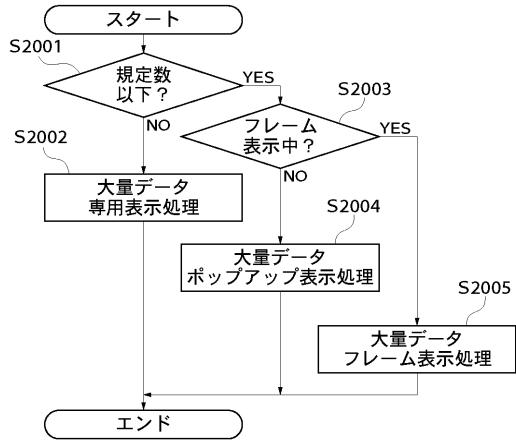 スタート
S2001
規定数
以下？
YES
S2003
フレーム
表示中？
YES
NO
S2002
大量データ
専用表示処理
NO
S2004
大量データ
ポップアップ表示処理
S2005
大量データ
フレーム表示処理
エンド